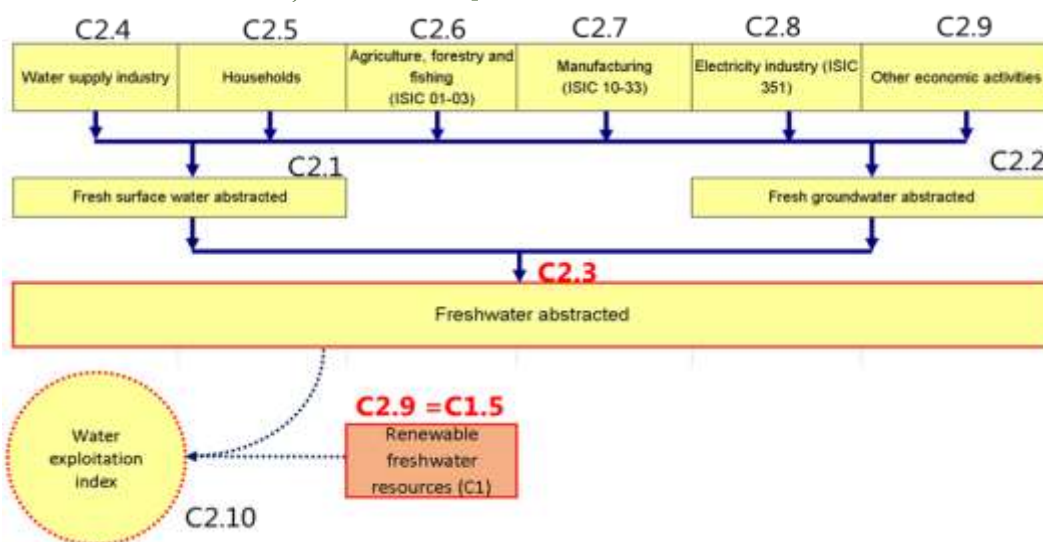 C2.4 C2.5 C2.6 C2.7 C2.8 C2.9
Water supply industry
Households
Agriculture, forestry and
fishing
(ISIC 01-03)
Manufacturing
(ISIC 10-33)
Electricity industry (ISIC
351)
Other economic activities
C2.1
C2.2
Fresh surface water abstracted
Fresh groundwater abstracted
C2.3
Freshwater abstracted
C2.9 =C1.5
Water
exploitation
index
Renewable
freshwater
resources (C1)
C2.10